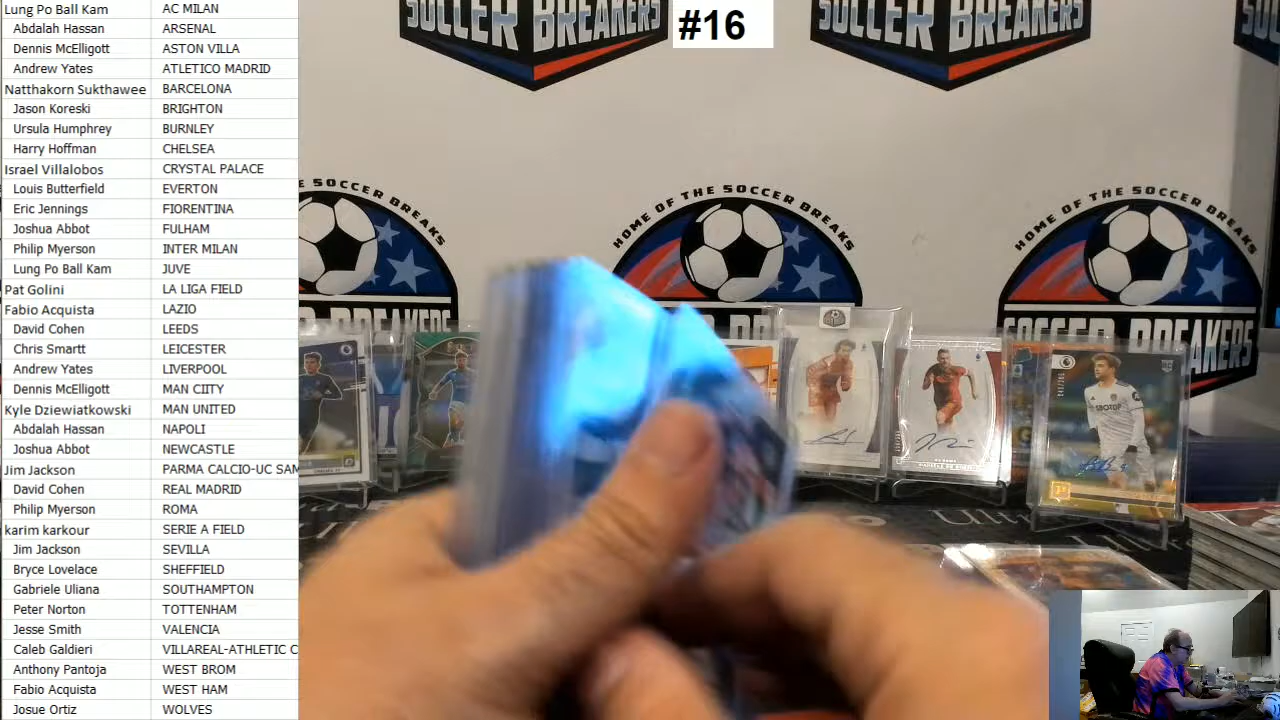 Lung Po Ball Kam AC MILAN
Abdalah Hassan ARSENAL
Dennis McElligott ASTON VILLA
Andrew Yates ATLETICO MADRID
Natthakorn Sukthawee BARCELONA
Jason Koreski BRIGHTON
Ursula Humphrey BURNLEY
Harry Hoffman CHELSEA
Israel Villalobos CRYSTAL PALACE
Louis Butterfield EVERTON
Eric Jennings FIORENTINA
Joshua Abbot FULHAM
Philip Myerson INTER MILAN
Lung Po Ball Kam JUVE
Pat Golini LA LIGA FIELD
Fabio Acquista LAZIO
David Cohen LEEDS
Chris Smartt LEICESTER
Andrew Yates LIVERPOOL
Dennis McElligott MAN CIITY
Kyle Dziewiatkowski MAN UNITED
Abdalah Hassan NAPOLI
Joshua Abbot NEWCASTLE
Jim Jackson PARMA CALCIO-UC SAM
David Cohen REAL MADRID
Philip Myerson ROMA
karim karkour SERIE A FIELD
Jim Jackson SEVILLA
Bryce Lovelace SHEFFIELD
Gabriele Uliana SOUTHAMPTON
Peter Norton TOTTENHAM
Jesse Smith VALENCIA
Caleb Galdieri VILLAREAL-ATHLETIC C
Anthony Pantoja WEST BROM
Fabio Acquista WEST HAM
Josue Ortiz WOLVES
SOCCER BREAKERS
#16
SOCCER BREAKERS
E SOCCER BREAKS
HOME OF THE SOCCER BREAKS
HOME OF THE SOCCER BREAKS
SOCCER BREAKERS
SBOTOP